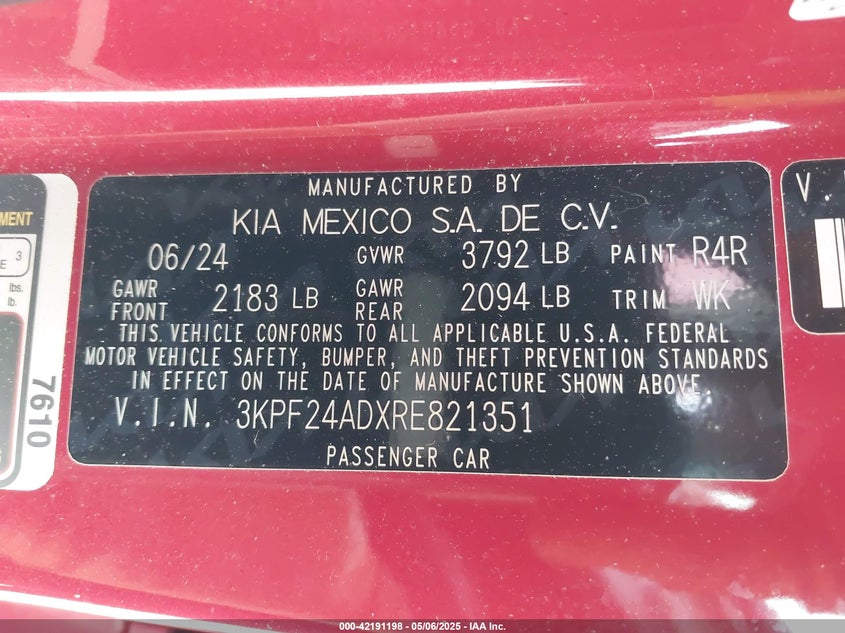 MANUFACTURED BY
KIA MEXICO S.A. DE C.V.
06/24 GVWR 3792 LB PAINT R4R
GAWR FRONT 2183 LB GAWR REAR 2094 LB TRIM WK
THIS VEHICLE CONFORMS TO ALL APPLICABLE U.S.A. FEDERAL
MOTOR VEHICLE SAFETY, BUMPER, AND THEFT PREVENTION STANDARDS
IN EFFECT ON THE DATE OF MANUFACTURE SHOWN ABOVE.
V.I.N. 3KPF24ADXRE821351
PASSENGER CAR
3
lbs.
lb.
7610
V.
000-42191198 - 05/06/2025 - IAA Inc.